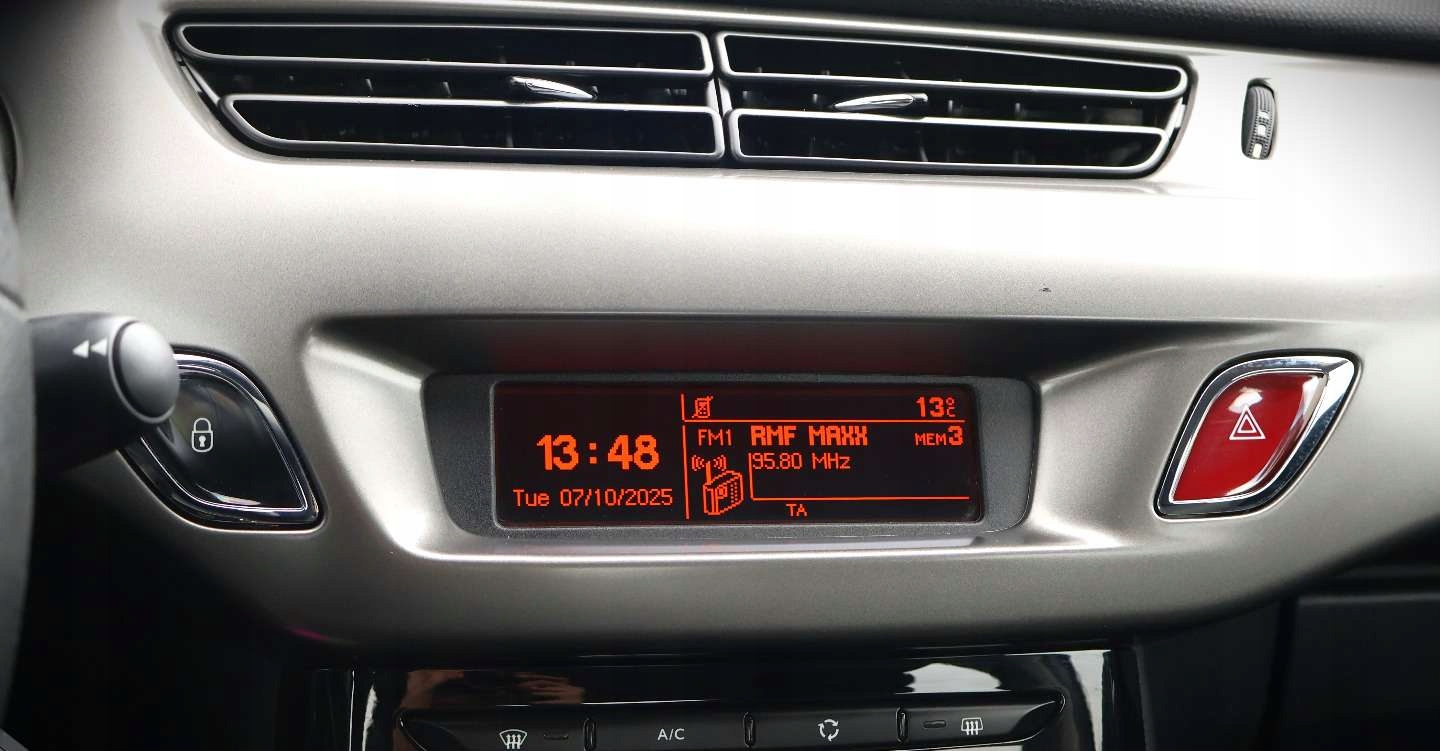 13°C
FM1 RMF MAXX MEM3
13:48
95.80 MHz
Tue 07/10/2025
TA
A/C